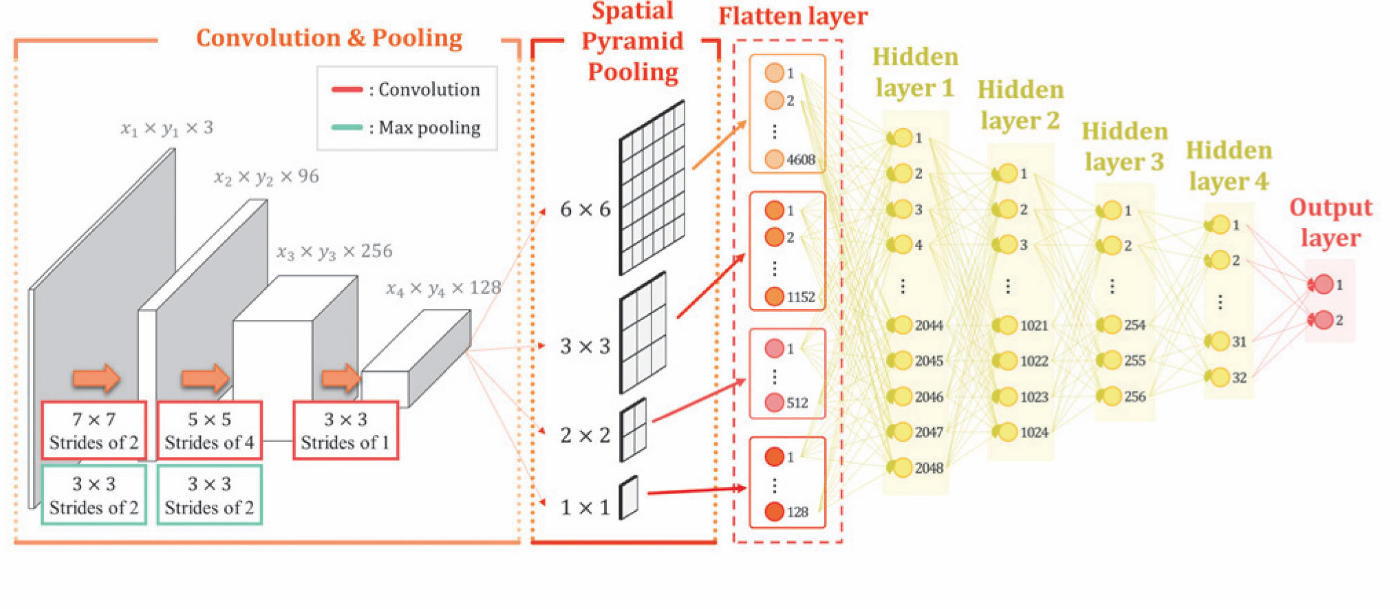 Convolution & Pooling
: Convolution
: Max pooling
x₁ × y₁ × 3
x₂ × y₂ × 96
x₃ × y₃ × 256
x₄ × y₄ × 128
7 × 7
Strides of 2
5 × 5
Strides of 4
3 × 3
Strides of 1
3 × 3
Strides of 2
3 × 3
Strides of 2
Spatial
Pyramid
Pooling
6 × 6
3 × 3
2 × 2
1 × 1
Flatten layer
1
2
⋮
4608
1
2
⋮
1152
1
⋮
512
1
⋮
128
Hidden
layer 1
1
2
3
4
⋮
2044
2045
2046
2047
2048
Hidden
layer 2
1
2
3
⋮
1021
1022
1023
1024
Hidden
layer 3
1
2
⋮
254
255
256
Hidden
layer 4
1
2
⋮
31
32
Output
layer
1
2